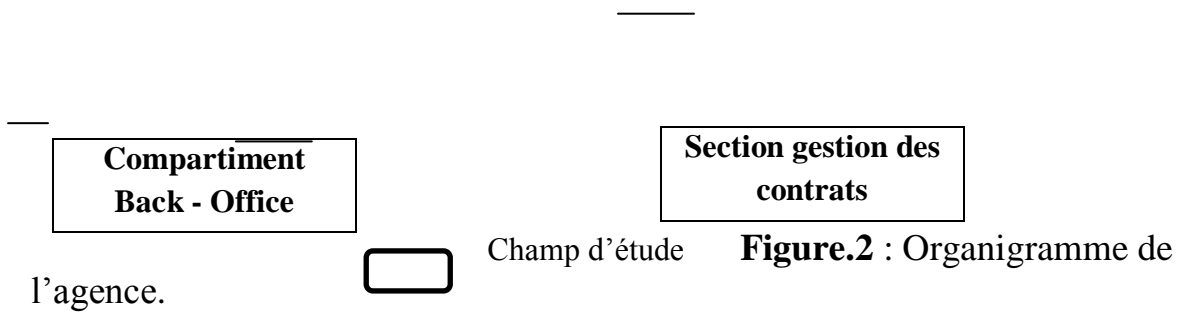 Compartiment
Back - Office
Section gestion des
contrats
Champ d’étude Figure.2 : Organigramme de
l’agence.